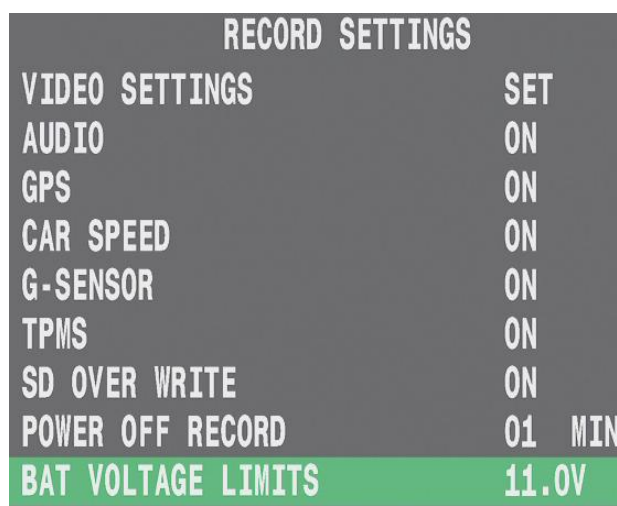 RECORD SETTINGS
VIDEO SETTINGS SET
AUDIO ON
GPS ON
CAR SPEED ON
G-SENSOR ON
TPMS ON
SD OVER WRITE ON
POWER OFF RECORD 01 MIN
BAT VOLTAGE LIMITS 11.0V